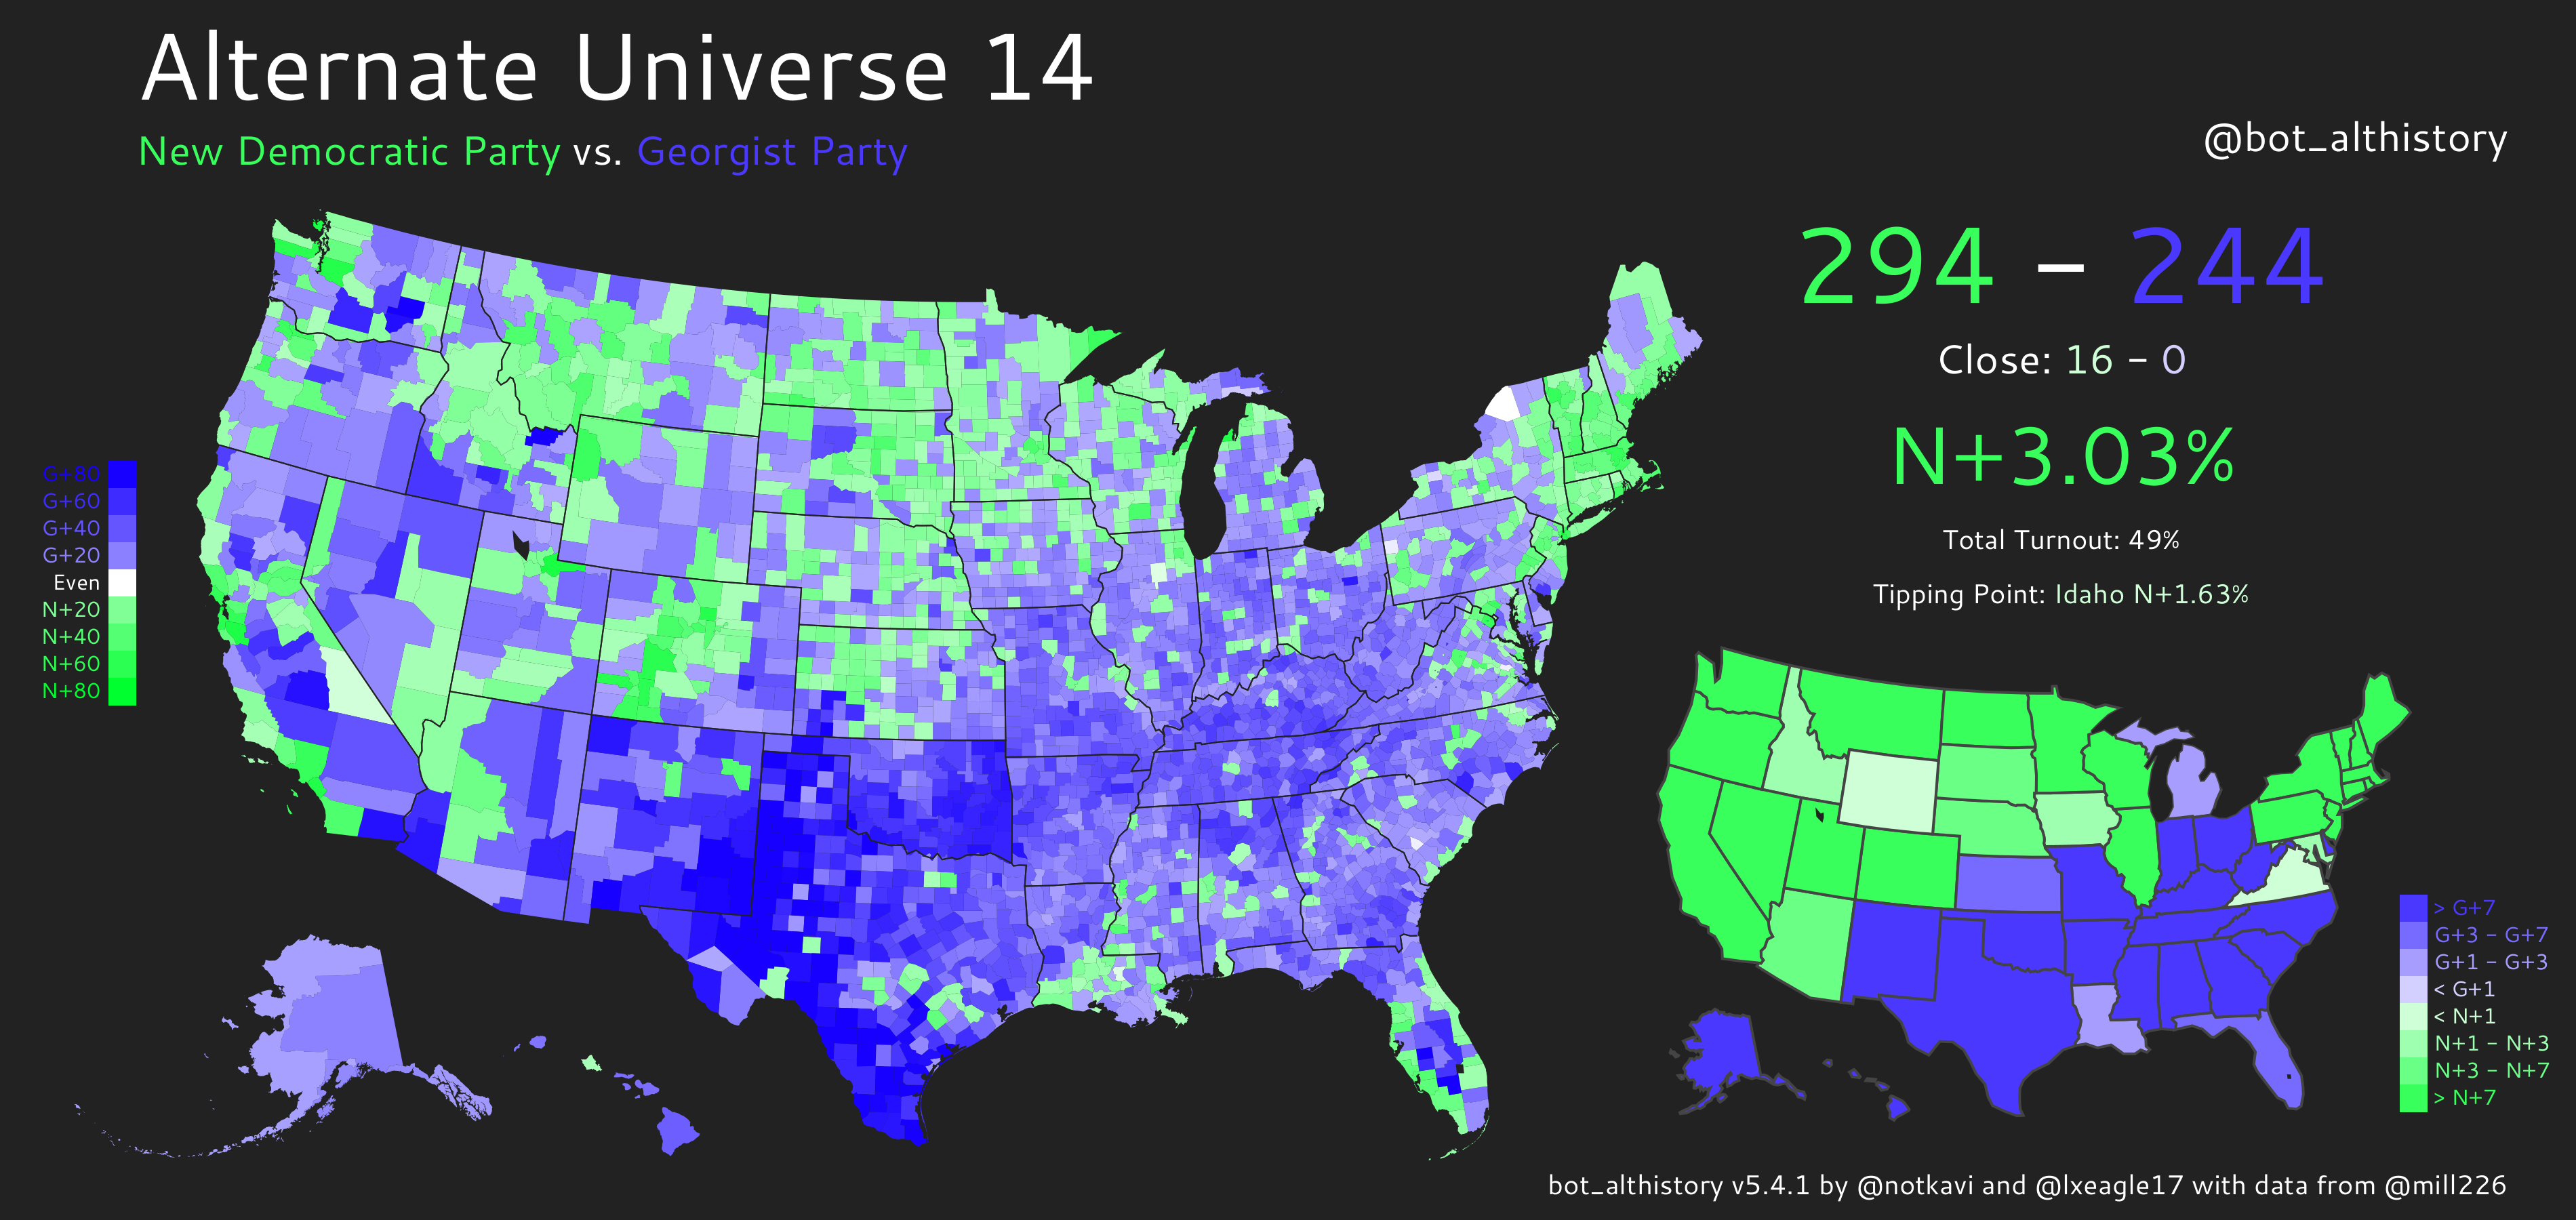 Alternate Universe 14
New Democratic Party vs. Georgist Party
@bot_althistory
294 – 244
Close: 16 – 0
N+3.03%
Total Turnout: 49%
Tipping Point: Idaho N+1.63%
G+80
G+60
G+40
G+20
Even
N+20
N+40
N+60
N+80
> G+7
G+3 – G+7
G+1 – G+3
< G+1
< N+1
N+1 – N+3
N+3 – N+7
> N+7
bot_althistory v5.4.1 by @notkavi and @lxeagle17 with data from @mill226